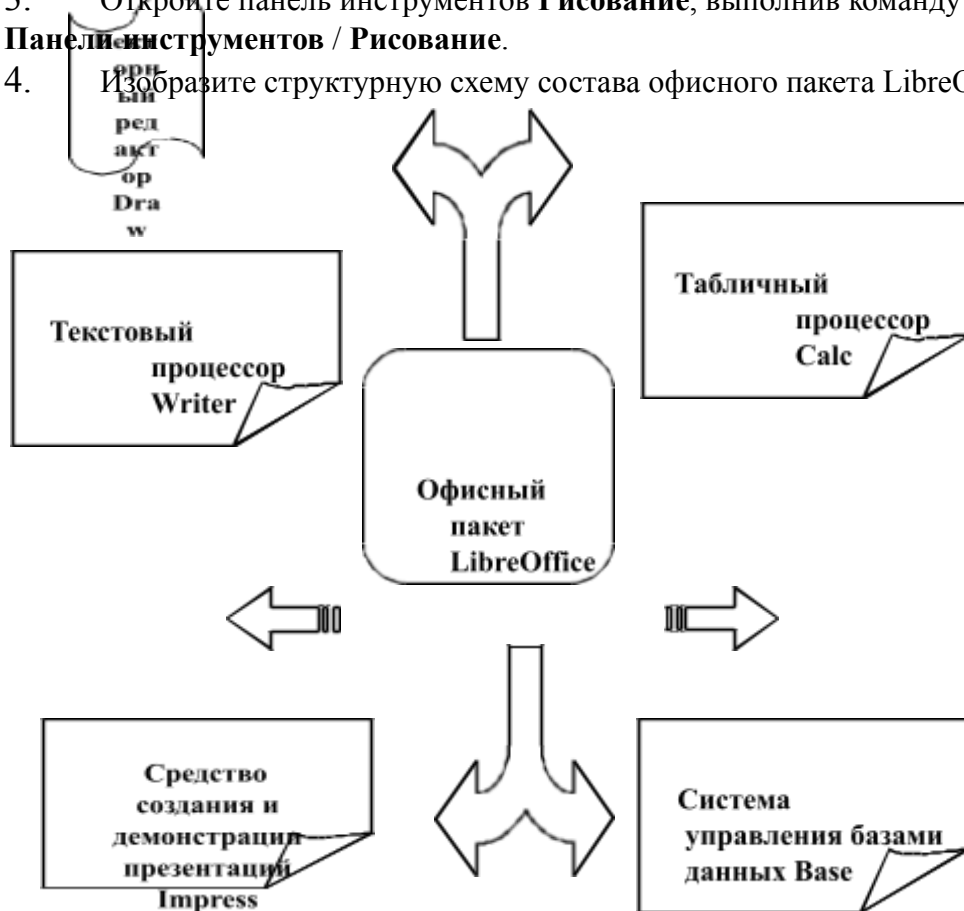 Откройте панель инструментов Рисование, выполнив команду
Панели инструментов / Рисование.
4. Изобразите структурную схему состава офисного пакета
орн
ый
ред
акт
ор
Dra
w
Текстовый
процессор
Writer
Табличный
процессор
Calc
Офисный
пакет
LibreOffice
Средство
создания и
демонстрации
презентаций
Impress
Система
управления базами
данных Base